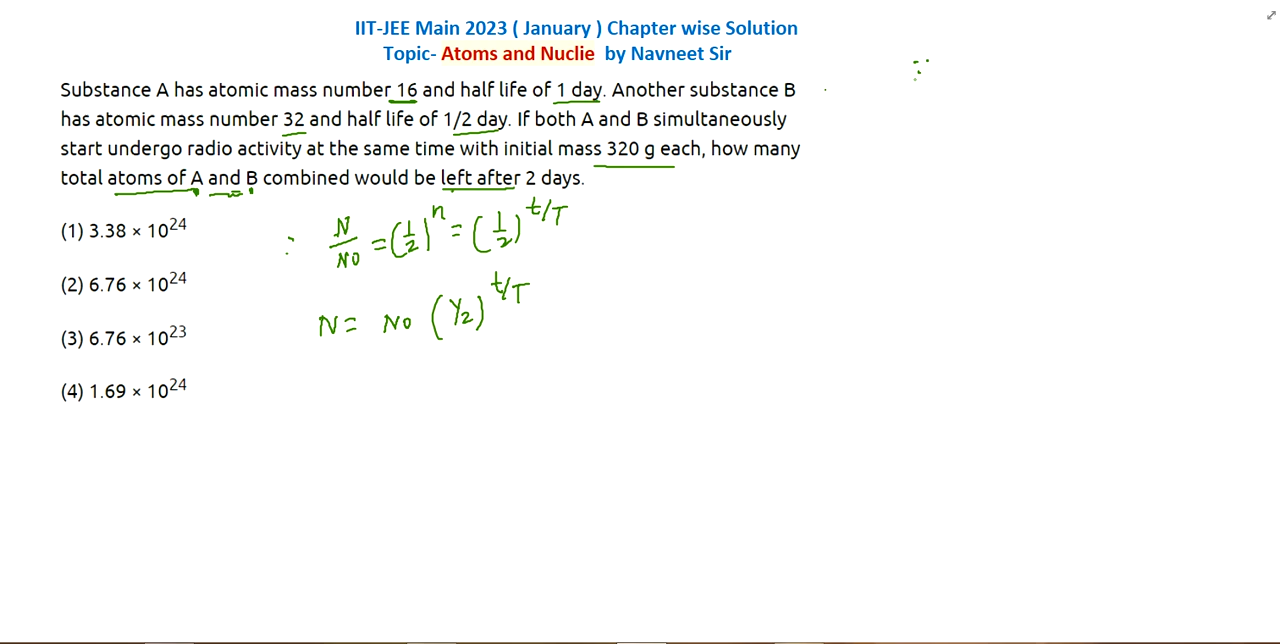 IIT-JEE Main 2023 ( January ) Chapter wise Solution
Topic- Atoms and Nuclie by Navneet Sir
Substance A has atomic mass number 16 and half life of 1 day. Another substance B
has atomic mass number 32 and half life of 1/2 day. If both A and B simultaneously
start undergo radio activity at the same time with initial mass 320 g each, how many
total atoms of A and B combined would be left after 2 days.
(1) 3.38 × 10^24
(2) 6.76 × 10^24
(3) 6.76 × 10^23
(4) 1.69 × 10^24
∴ N/N0 = (1/2)^n = (1/2)^t/T
N = N0 (1/2)^t/T